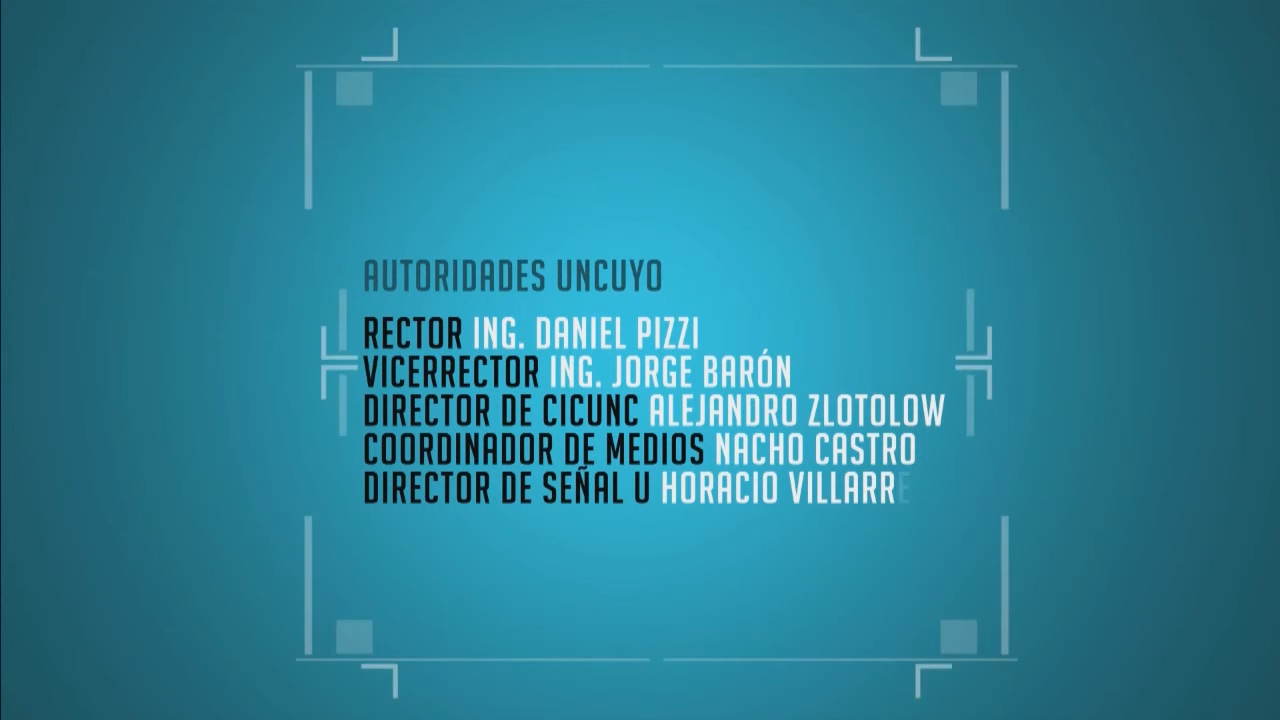 AUTORIDADES UNCUYO
RECTOR ING. DANIEL PIZZI
VICERRECTOR ING. JORGE BARÓN
DIRECTOR DE CICUNC ALEJANDRO ZLOTOLOW
COORDINADOR DE MEDIOS NACHO CASTRO
DIRECTOR DE SEÑAL U HORACIO VILLARRE